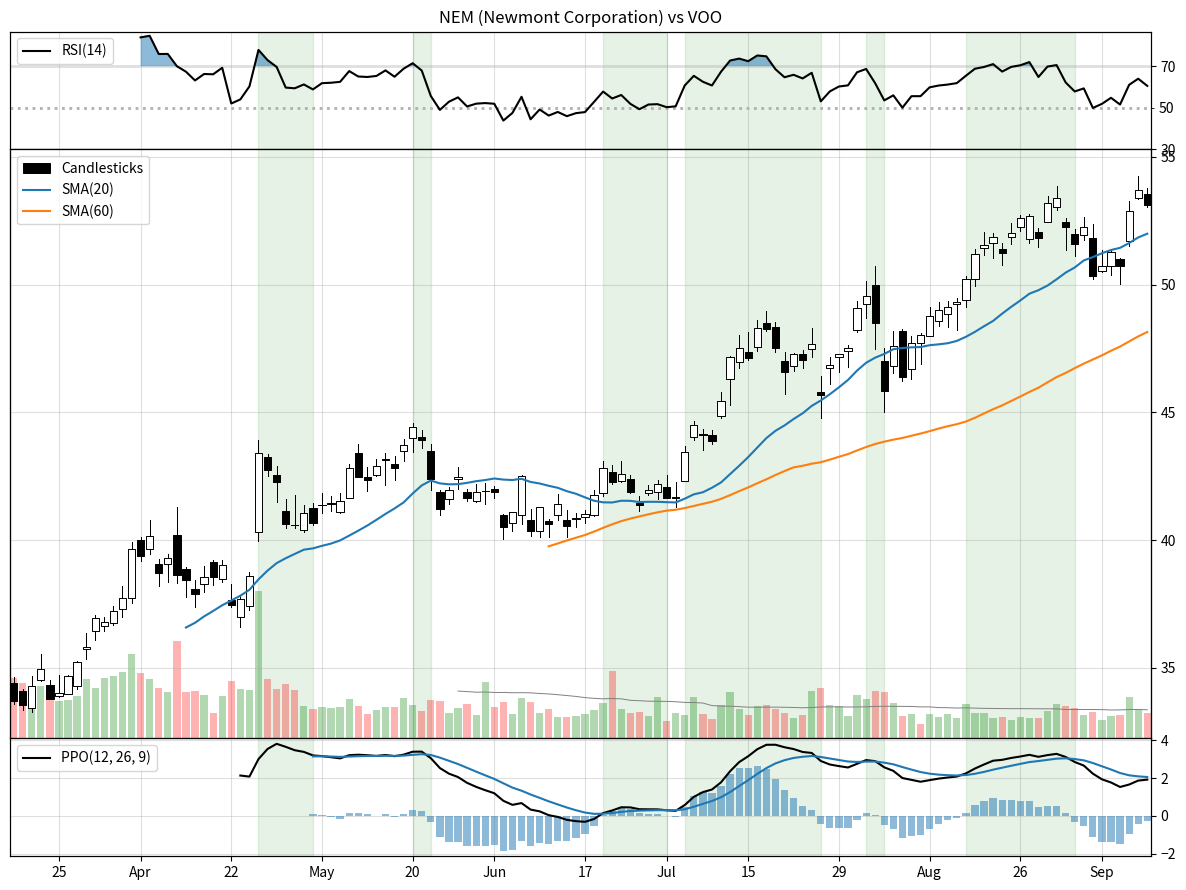 NEM (Newmont Corporation) vs VOO
RSI(14)
70
50
30
55
Candlesticks
SMA(20)
SMA(60)
50
45
40
35
PPO(12, 26, 9)
4
2
0
−2
25 Apr 22 May 20 Jun 17 Jul 15 29 Aug 26 Sep